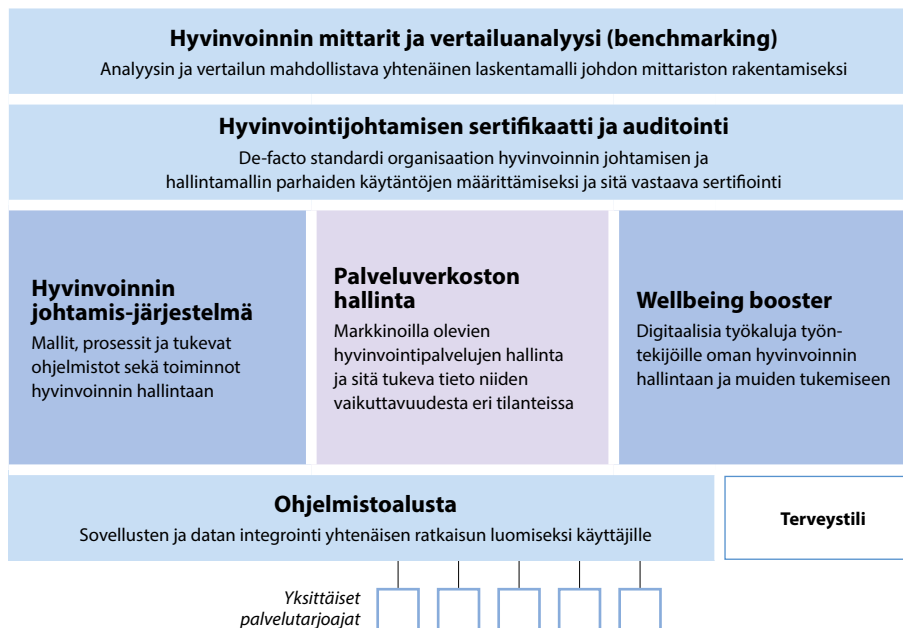 Hyvinvoinnin mittarit ja vertailuanalyysi (benchmarking)
Analyysin ja vertailun mahdollistava yhtenäinen laskentamalli johdon mittariston rakentamiseksi
Hyvinvointijohtamisen sertifikaatti ja auditointi
De-facto standardi organisaation hyvinvoinnin johtamisen ja
hallintamallin parhaiden käytäntöjen määrittämiseksi ja sitä vastaava sertifiointi
Hyvinvoinnin
johtamis-järjestelmä
Mallit, prosessit ja tukevat
ohjelmistot sekä toiminnot
hyvinvoinnin hallintaan
Palveluverkoston
hallinta
Markkinoilla olevien
hyvinvointipalvelujen hallinta
ja sitä tukeva tieto niiden
vaikuttavuudesta eri tilanteissa
Wellbeing booster
Digitaalisia työkaluja työn-
tekijöille oman hyvinvoinnin
hallintaan ja muiden tukemiseen
Ohjelmistoalusta
Sovellusten ja datan integrointi yhtenäisen ratkaisun luomiseksi käyttäjille
Terveystili
Yksittäiset
palvelutarjoajat